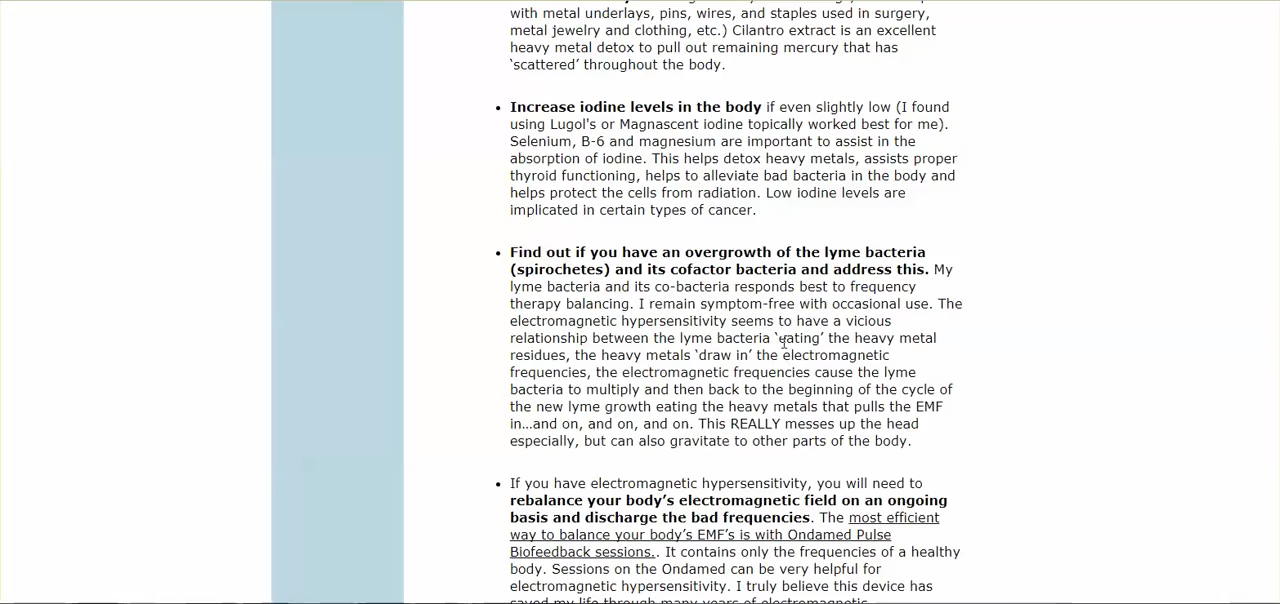 with metal underlays, pins, wires, and staples used in surgery,
metal jewelry and clothing, etc.) Cilantro extract is an excellent
heavy metal detox to pull out remaining mercury that has
‘scattered’ throughout the body.
• Increase iodine levels in the body if even slightly low (I found
using Lugol's or Magnascent iodine topically worked best for me).
Selenium, B-6 and magnesium are important to assist in the
absorption of iodine. This helps detox heavy metals, assists proper
thyroid functioning, helps to alleviate bad bacteria in the body and
helps protect the cells from radiation. Low iodine levels are
implicated in certain types of cancer.
• Find out if you have an overgrowth of the lyme bacteria
(spirochetes) and its cofactor bacteria and address this. My
lyme bacteria and its co-bacteria responds best to frequency
therapy balancing. I remain symptom-free with occasional use. The
electromagnetic hypersensitivity seems to have a vicious
relationship between the lyme bacteria ‘eating’ the heavy metal
residues, the heavy metals ‘draw in’ the electromagnetic
frequencies, the electromagnetic frequencies cause the lyme
bacteria to multiply and then back to the beginning of the cycle of
the new lyme growth eating the heavy metals that pulls the EMF
in…and on, and on, and on. This REALLY messes up the head
especially, but can also gravitate to other parts of the body.
• If you have electromagnetic hypersensitivity, you will need to
rebalance your body’s electromagnetic field on an ongoing
basis and discharge the bad frequencies. The most efficient
way to balance your body’s EMF’s is with Ondamed Pulse
Biofeedback sessions.. It contains only the frequencies of a healthy
body. Sessions on the Ondamed can be very helpful for
electromagnetic hypersensitivity. I truly believe this device has
saved my life through many years of electromagnetic